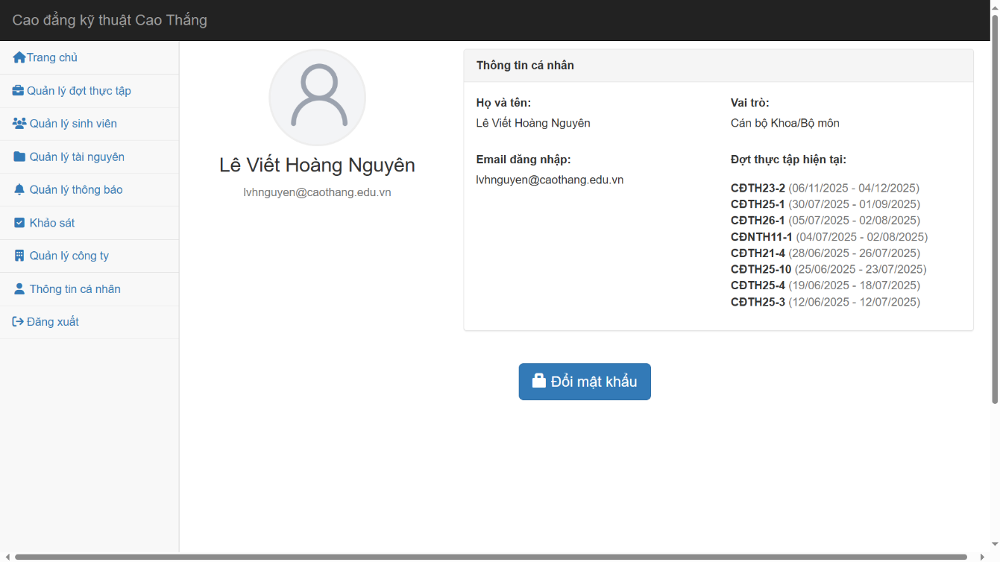 Cao đẳng kỹ thuật Cao Thắng
Trang chủ
Quản lý đợt thực tập
Quản lý sinh viên
Quản lý tài nguyên
Quản lý thông báo
Khảo sát
Quản lý công ty
Thông tin cá nhân
Đăng xuất
Lê Viết Hoàng Nguyên
lvhnguyen@caothang.edu.vn
Thông tin cá nhân
Họ và tên:
Lê Viết Hoàng Nguyên
Email đăng nhập:
lvhnguyen@caothang.edu.vn
Vai trò:
Cán bộ Khoa/Bộ môn
Đợt thực tập hiện tại:
CĐTH23-2 (06/11/2025 - 04/12/2025)
CĐTH25-1 (30/07/2025 - 01/09/2025)
CĐTH26-1 (05/07/2025 - 02/08/2025)
CĐNTH11-1 (04/07/2025 - 02/08/2025)
CĐTH21-4 (28/06/2025 - 26/07/2025)
CĐTH25-10 (25/06/2025 - 23/07/2025)
CĐTH25-4 (19/06/2025 - 18/07/2025)
CĐTH25-3 (12/06/2025 - 12/07/2025)
Đổi mật khẩu